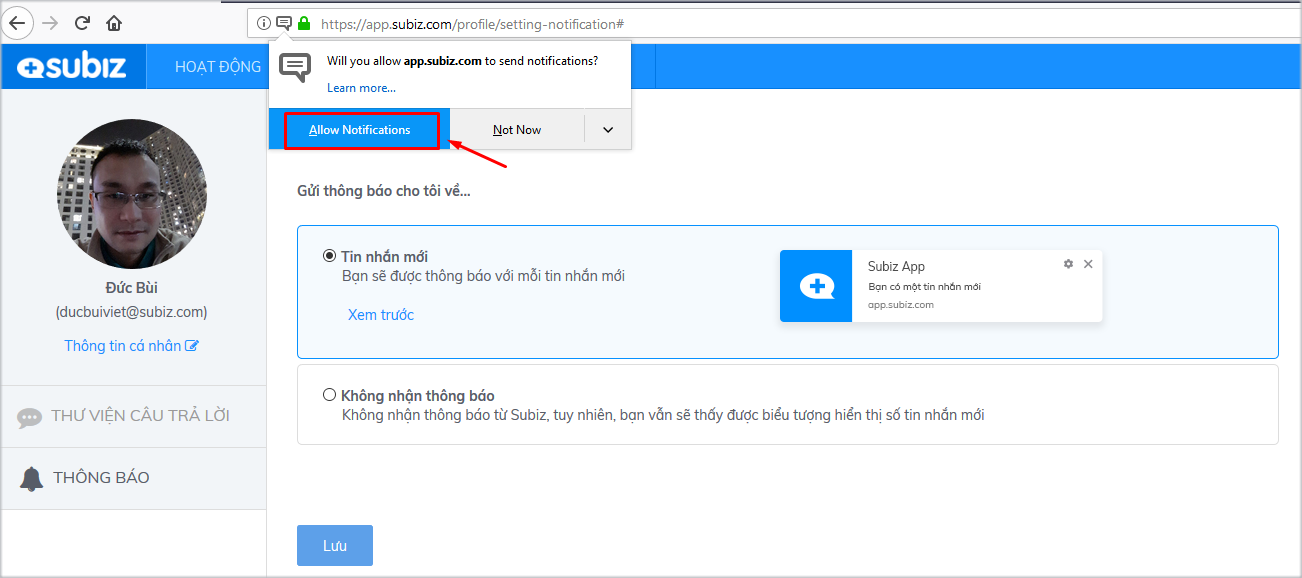 https://app.subiz.com/profile/setting-notification#
subiz
HOẠT ĐỘNG
Will you allow app.subiz.com to send notifications?
Learn more...
Allow Notifications
Not Now
Đức Bùi
(ducbuiviet@subiz.com)
Thông tin cá nhân
THƯ VIỆN CÂU TRẢ LỜI
THÔNG BÁO
Gửi thông báo cho tôi về...
Tin nhắn mới
Bạn sẽ được thông báo với mỗi tin nhắn mới
Xem trước
Subiz App
Bạn có một tin nhắn mới
app.subiz.com
Không nhận thông báo
Không nhận thông báo từ Subiz, tuy nhiên, bạn vẫn sẽ thấy được biểu tượng hiển thị số tin nhắn mới
Lưu